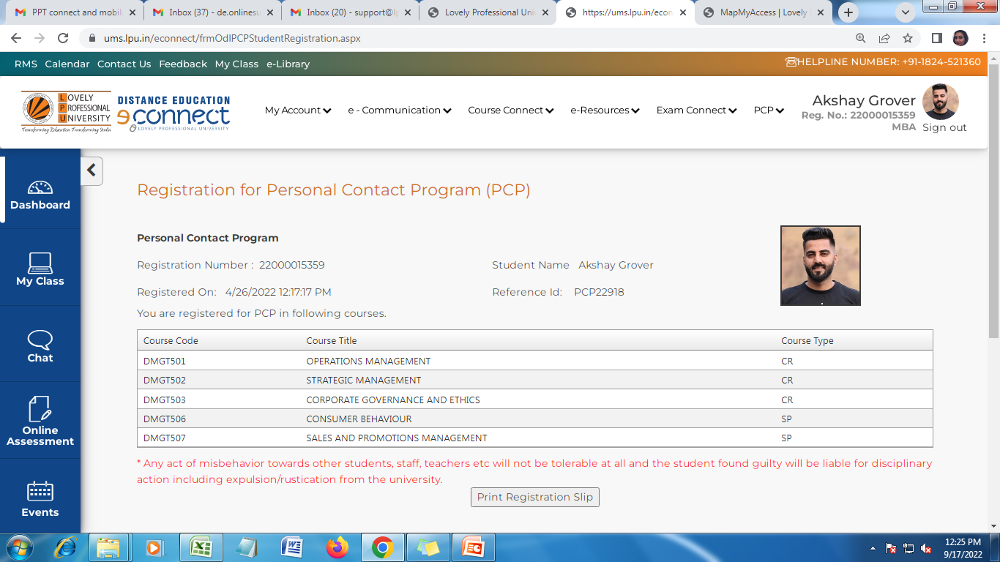 PPT connect and mobil
Inbox (37) - de.onlinesu
Inbox (20) - support@lp
Lovely Professional Uni
https://ums.lpu.in/econ
MapMyAccess | Lovely
ums.lpu.in/econnect/frmOdlPCPStudentRegistration.aspx
RMS Calendar Contact Us Feedback My Class e-Library
HELPLINE NUMBER: +91-1824-521360
LOVELY
PROFESSIONAL
UNIVERSITY
Transforming Education Transforming India
DISTANCE EDUCATION
e connect
LOVELY PROFESSIONAL UNIVERSITY
My Account e - Communication Course Connect e-Resources Exam Connect PCP
Akshay Grover
Reg. No.: 22000015359
MBA
Sign out
Dashboard
My Class
Chat
Online
Assessment
Events
Registration for Personal Contact Program (PCP)
Personal Contact Program
Registration Number : 22000015359 Student Name Akshay Grover
Registered On: 4/26/2022 12:17:17 PM Reference Id: PCP22918
You are registered for PCP in following courses.
Course Code Course Title Course Type
DMGT501 OPERATIONS MANAGEMENT CR
DMGT502 STRATEGIC MANAGEMENT CR
DMGT503 CORPORATE GOVERNANCE AND ETHICS CR
DMGT506 CONSUMER BEHAVIOUR SP
DMGT507 SALES AND PROMOTIONS MANAGEMENT SP
* Any act of misbehavior towards other students, staff, teachers etc will not be tolerable at all and the student found guilty will be liable for disciplinary
action including expulsion/rustication from the university.
Print Registration Slip
12:25 PM
9/17/2022